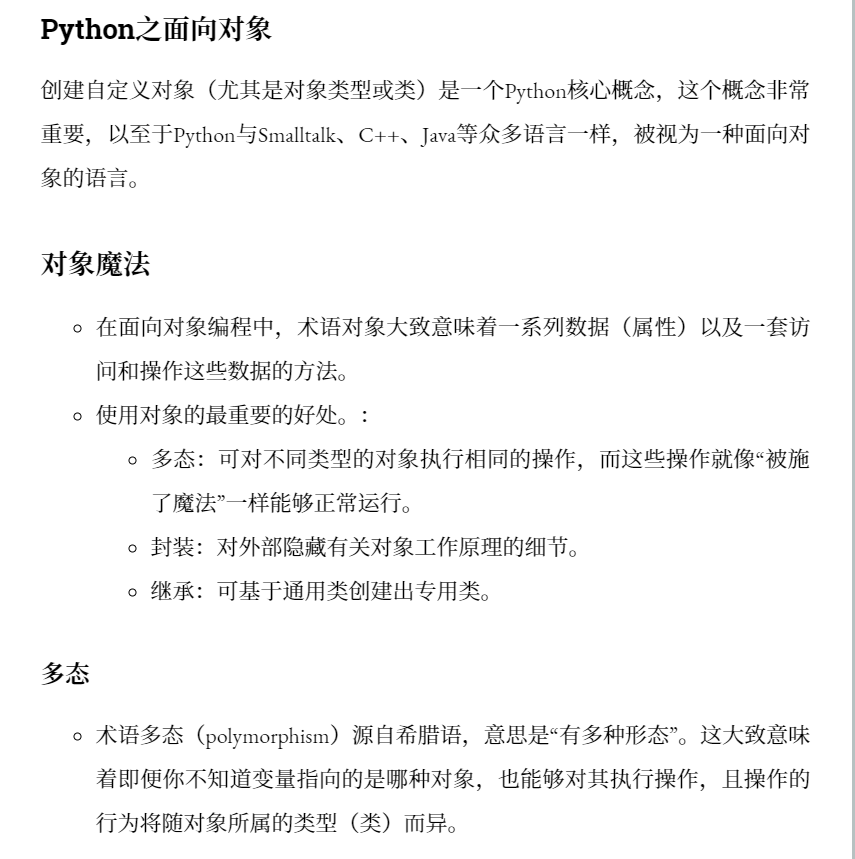 Python之面向对象
创建自定义对象（尤其是对象类型或类）是一个Python核心概念，这个概念非常
重要，以至于Python与Smalltalk、C++、Java等众多语言一样，被视为一种面向对
象的语言。
对象魔法
在面向对象编程中，术语对象大致意味着一系列数据（属性）以及一套访
问和操作这些数据的方法。
使用对象的最重要的好处。：
多态：可对不同类型的对象执行相同的操作，而这些操作就像“被施
了魔法”一样能够正常运行。
封装：对外部隐藏有关对象工作原理的细节。
继承：可基于通用类创建出专用类。
多态
术语多态（polymorphism）源自希腊语，意思是“有多种形态”。这大致意味
着即便你不知道变量指向的是哪种对象，也能够对其执行操作，且操作的
行为将随对象所属的类型（类）而异。